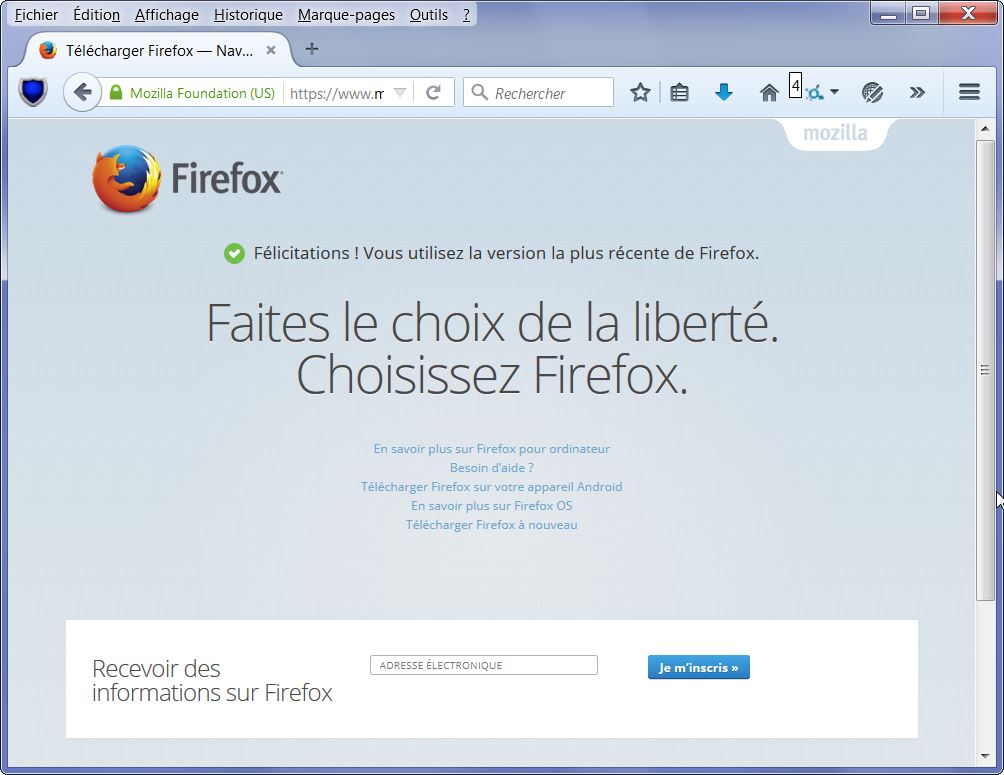 Fichier Édition Affichage Historique Marque-pages Outils ?
Télécharger Firefox — Nav...
Mozilla Foundation (US) https://www.m Rechercher 4
mozilla
Firefox
Félicitations ! Vous utilisez la version la plus récente de Firefox.
Faites le choix de la liberté.
Choisissez Firefox.
En savoir plus sur Firefox pour ordinateur
Besoin d’aide ?
Télécharger Firefox sur votre appareil Android
En savoir plus sur Firefox OS
Télécharger Firefox à nouveau
Recevoir des
informations sur Firefox
ADRESSE ÉLECTRONIQUE
Je m’inscris »